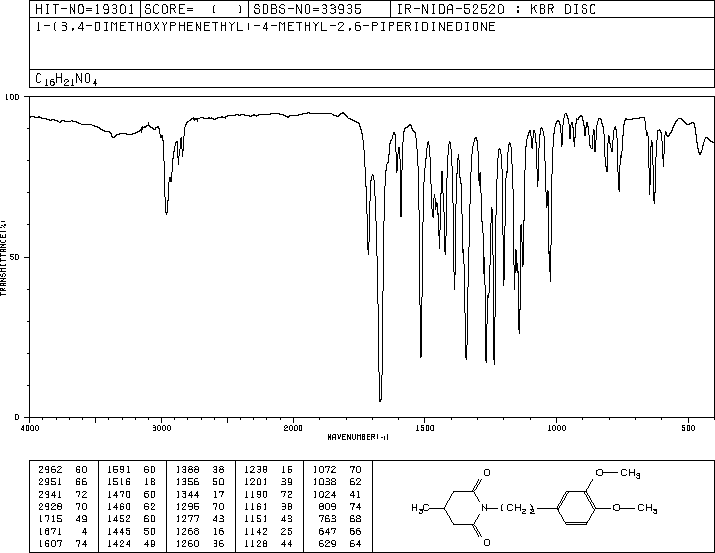 HIT-NO=19301 SCORE= ( ) SDBS-NO=33935 IR-NIDA-52520 : KBR DISC
1-(3,4-DIMETHOXYPHENETHYL)-4-METHYL-2,6-PIPERIDINEDIONE
C16H21NO4
100
50
0
TRANSMITTANCE(%)
4000 3000 2000 1500 1000 500
WAVENUMBER(-1)
2962 60 1591 60 1388 38 1238 15 1072 70
2951 66 1516 18 1356 50 1201 39 1038 62
2941 72 1470 60 1344 17 1190 72 1024 41
2928 70 1460 62 1295 70 1161 38 809 74
1715 49 1452 60 1277 43 1151 43 763 68
1671 4 1445 50 1266 16 1142 25 647 66
1607 74 1424 49 1260 36 1128 44 629 64
O
O—CH3
H3C
N—(CH2)2
O—CH3
O